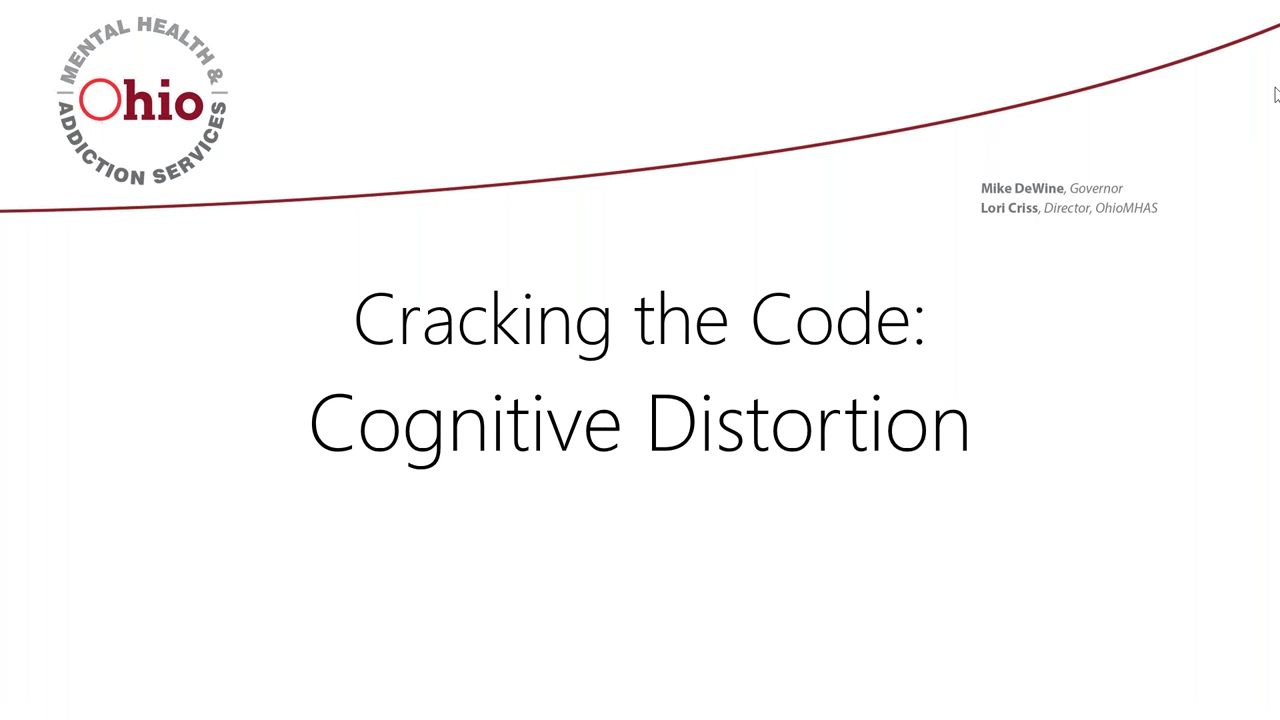 MENTAL HEALTH &
Ohio
ADDICTION SERVICES
Mike DeWine, Governor
Lori Criss, Director, OhioMHAS
Cracking the Code:
Cognitive Distortion